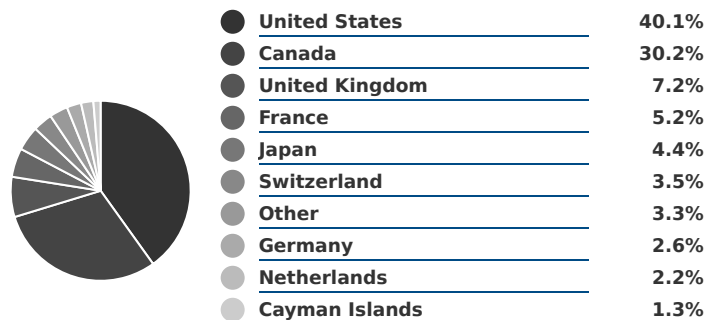 United States 40.1%
Canada 30.2%
United Kingdom 7.2%
France 5.2%
Japan 4.4%
Switzerland 3.5%
Other 3.3%
Germany 2.6%
Netherlands 2.2%
Cayman Islands 1.3%